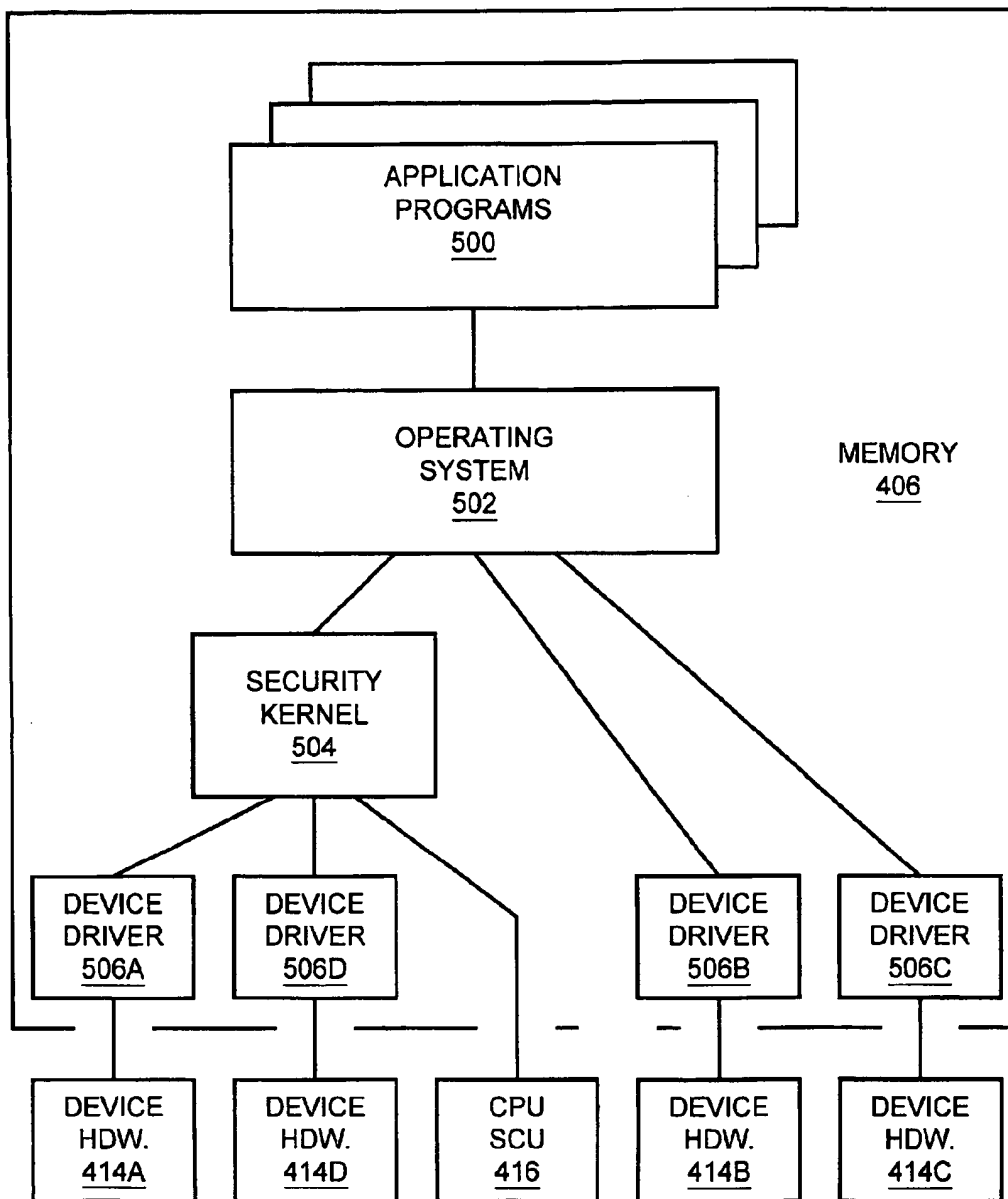 APPLICATION
PROGRAMS
500
OPERATING
SYSTEM
502
MEMORY
406
SECURITY
KERNEL
504
DEVICE
DRIVER
506A
DEVICE
DRIVER
506D
DEVICE
DRIVER
506B
DEVICE
DRIVER
506C
DEVICE
HDW.
414A
DEVICE
HDW.
414D
CPU
SCU
416
DEVICE
HDW.
414B
DEVICE
HDW.
414C